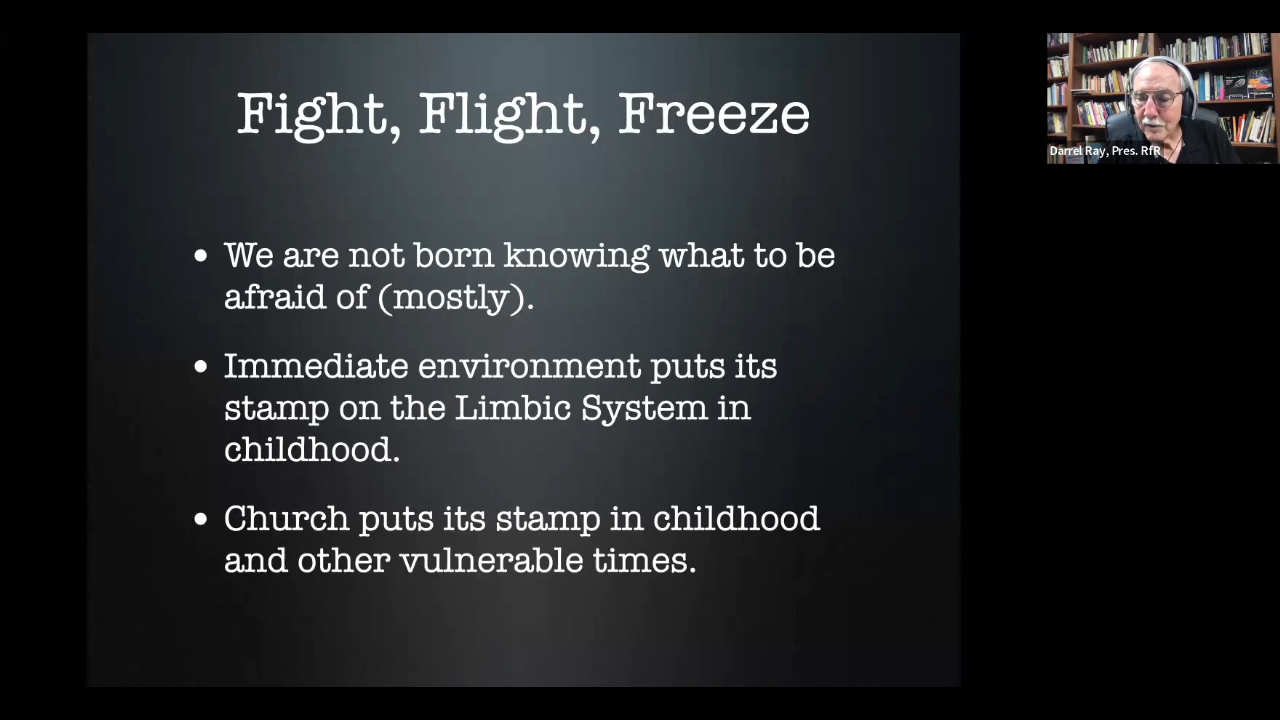 Fight, Flight, Freeze
• We are not born knowing what to be
afraid of (mostly).
• Immediate environment puts its
stamp on the Limbic System in
childhood.
• Church puts its stamp in childhood
and other vulnerable times.
Darrel Ray, Pres. RfR